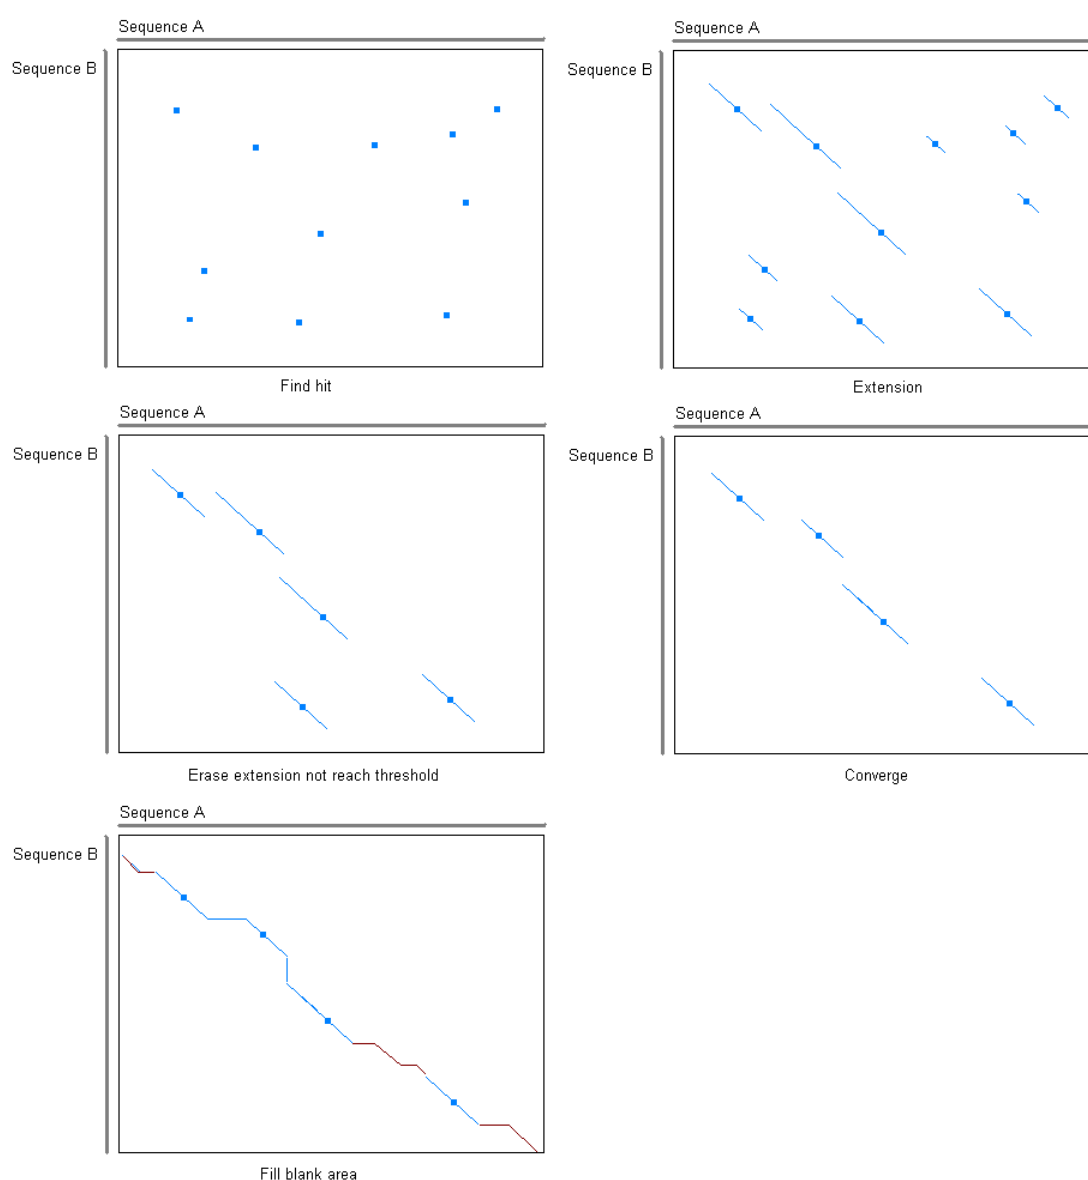 Sequence A
Sequence B
Find hit
Sequence A
Sequence B
Extension
Sequence A
Sequence B
Erase extension not reach threshold
Sequence A
Sequence B
Converge
Sequence A
Sequence B
Fill blank area